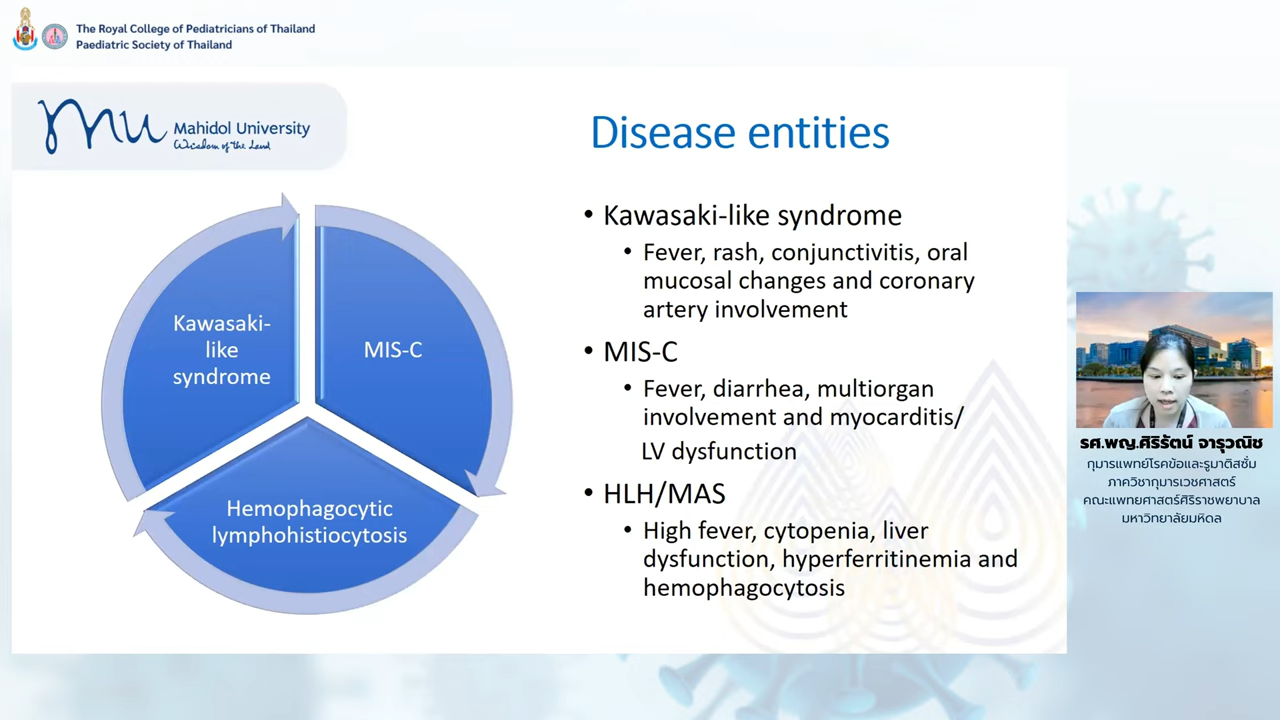 The Royal College of Pediatricians of Thailand
Paediatric Society of Thailand
Mahidol University
Wisdom of the Land
Disease entities
Kawasaki-
like
syndrome
MIS-C
Hemophagocytic
lymphohistiocytosis
• Kawasaki-like syndrome
• Fever, rash, conjunctivitis, oral
mucosal changes and coronary
artery involvement
• MIS-C
• Fever, diarrhea, multiorgan
involvement and myocarditis/
LV dysfunction
• HLH/MAS
• High fever, cytopenia, liver
dysfunction, hyperferritinemia and
hemophagocytosis
รศ.พญ.ศิริรัตน์ จารุวณิช
กุมารแพทย์โรคข้อและรูมาติสซั่ม
ภาควิชากุมารเวชศาสตร์
คณะแพทยศาสตร์ศิริราชพยาบาล
มหาวิทยาลัยมหิดล